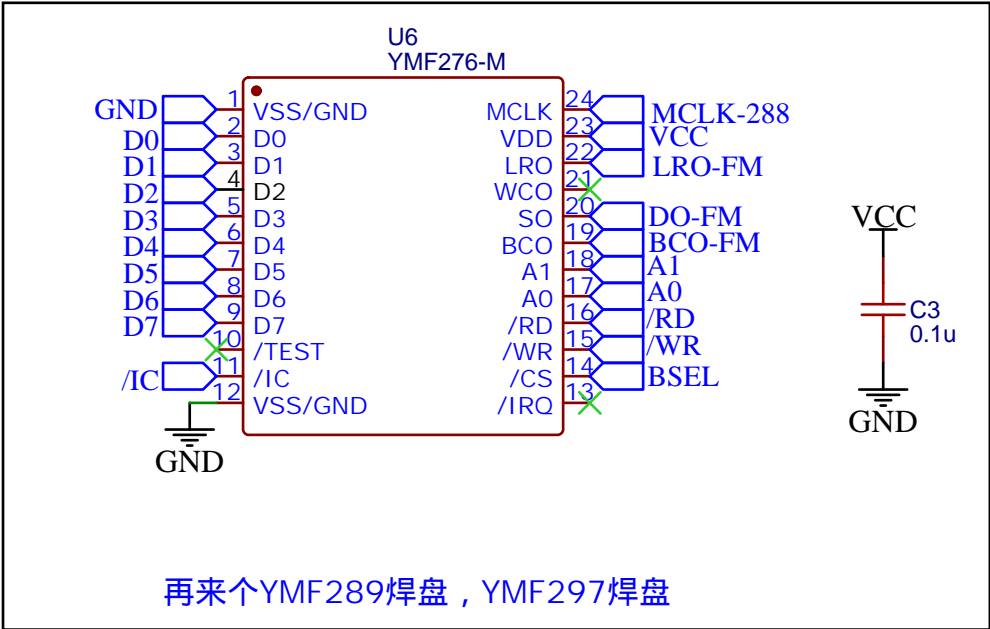 U6
YMF276-M
GND 1 VSS/GND MCLK 24 MCLK-288
D0 2 D0 VDD 23 VCC
D1 3 D1 LRO 22 LRO-FM
D2 4 D2 WCO 21
D3 5 D3 SO 20 DO-FM
D4 6 D4 BCO 19 BCO-FM
D5 7 D5 A1 18 A1
D6 8 D6 A0 17 A0
D7 9 D7 /RD 16 /RD
10 /TEST /WR 15 /WR
/IC 11 /IC /CS 14 BSEL
12 VSS/GND /IRQ 13
GND
VCC
C3
0.1u
GND
再来个YMF289焊盘，YMF297焊盘